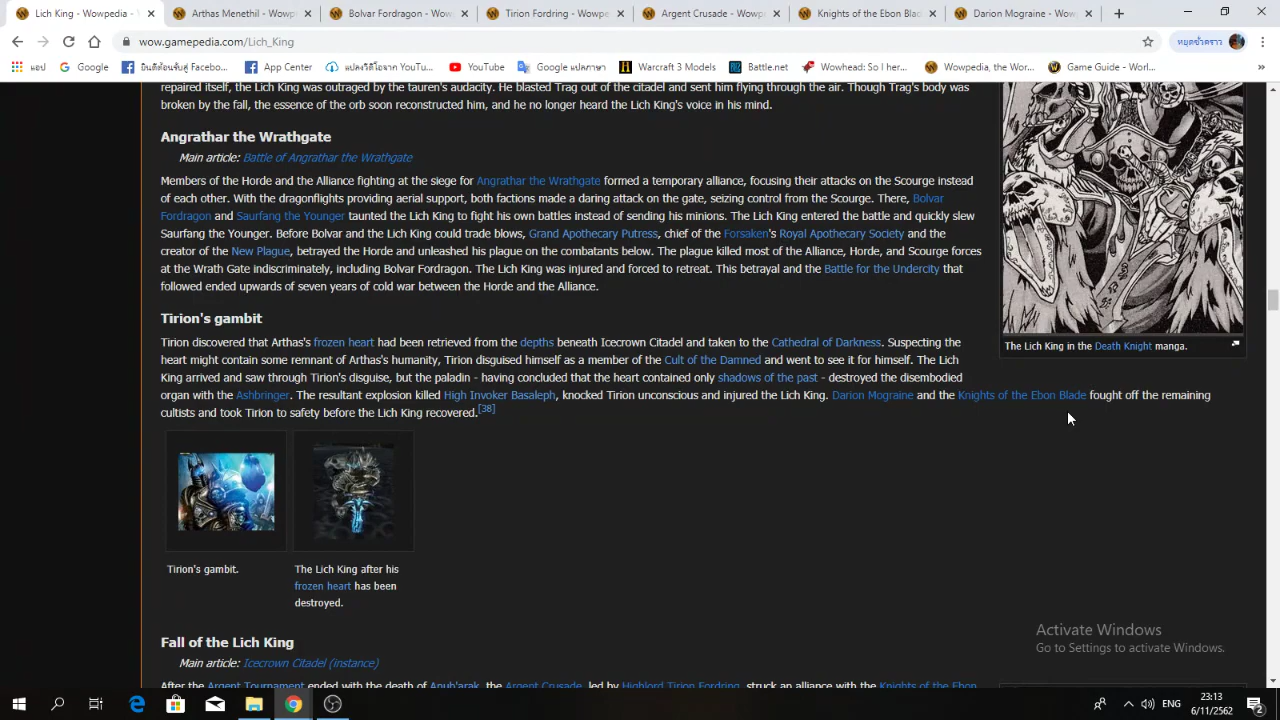 Lich King - Wowpedia -
Arthas Menethil - Wowp
Bolvar Fordragon - Wow
Tirion Fordring - Wowpe
Argent Crusade - Wowpe
Knights of the Ebon Blad
Darion Mograine - Wow
wow.gamepedia.com/Lich_King
หยุดชั่วคราว
แอป
Google
ยินดีต้อนรับสู่ Faceboo...
App Center
แปลงวิดีโอจาก YouTu...
YouTube
Google แปลภาษา
Warcraft 3 Models
Battle.net
Wowhead: So I her...
Wowpedia, the Wor...
Game Guide - Worl...
»
repaired itself, the Lich King was outraged by the tauren's audacity. He blasted Trag out of the citadel and sent him flying through the air. Though Trag's body was
broken by the fall, the essence of the orb soon reconstructed him, and he no longer heard the Lich King's voice in his mind.
Angrathar the Wrathgate
Main article: Battle of Angrathar the Wrathgate
Members of the Horde and the Alliance fighting at the siege for Angrathar the Wrathgate formed a temporary alliance, focusing their attacks on the Scourge instead
of each other. With the dragonflights providing aerial support, both factions made a daring attack on the gate, seizing control from the Scourge. There, Bolvar
Fordragon and Saurfang the Younger taunted the Lich King to fight his own battles instead of sending his minions. The Lich King entered the battle and quickly slew
Saurfang the Younger. Before Bolvar and the Lich King could trade blows, Grand Apothecary Putress, chief of the Forsaken's Royal Apothecary Society and the
creator of the New Plague, betrayed the Horde and unleashed his plague on the combatants below. The plague killed most of the Alliance, Horde, and Scourge forces
at the Wrath Gate indiscriminately, including Bolvar Fordragon. The Lich King was injured and forced to retreat. This betrayal and the Battle for the Undercity that
followed ended upwards of seven years of cold war between the Horde and the Alliance.
The Lich King in the Death Knight manga.
Tirion's gambit
Tirion discovered that Arthas's frozen heart had been retrieved from the depths beneath Icecrown Citadel and taken to the Cathedral of Darkness. Suspecting the
heart might contain some remnant of Arthas's humanity, Tirion disguised himself as a member of the Cult of the Damned and went to see it for himself. The Lich
King arrived and saw through Tirion's disguise, but the paladin - having concluded that the heart contained only shadows of the past - destroyed the disembodied
organ with the Ashbringer. The resultant explosion killed High Invoker Basaleph, knocked Tirion unconscious and injured the Lich King. Darion Mograine and the Knights of the Ebon Blade fought off the remaining
cultists and took Tirion to safety before the Lich King recovered.[38]
Tirion's gambit.
The Lich King after his
frozen heart has been
destroyed.
Fall of the Lich King
Main article: Icecrown Citadel (instance)
After the Argent Tournament ended with the death of Anub'arak, the Argent Crusade, led by Highlord Tirion Fordring, struck an alliance with the Knights of the Ebon
Activate Windows
Go to Settings to activate Windows.
ENG
23:13
6/11/2562
2